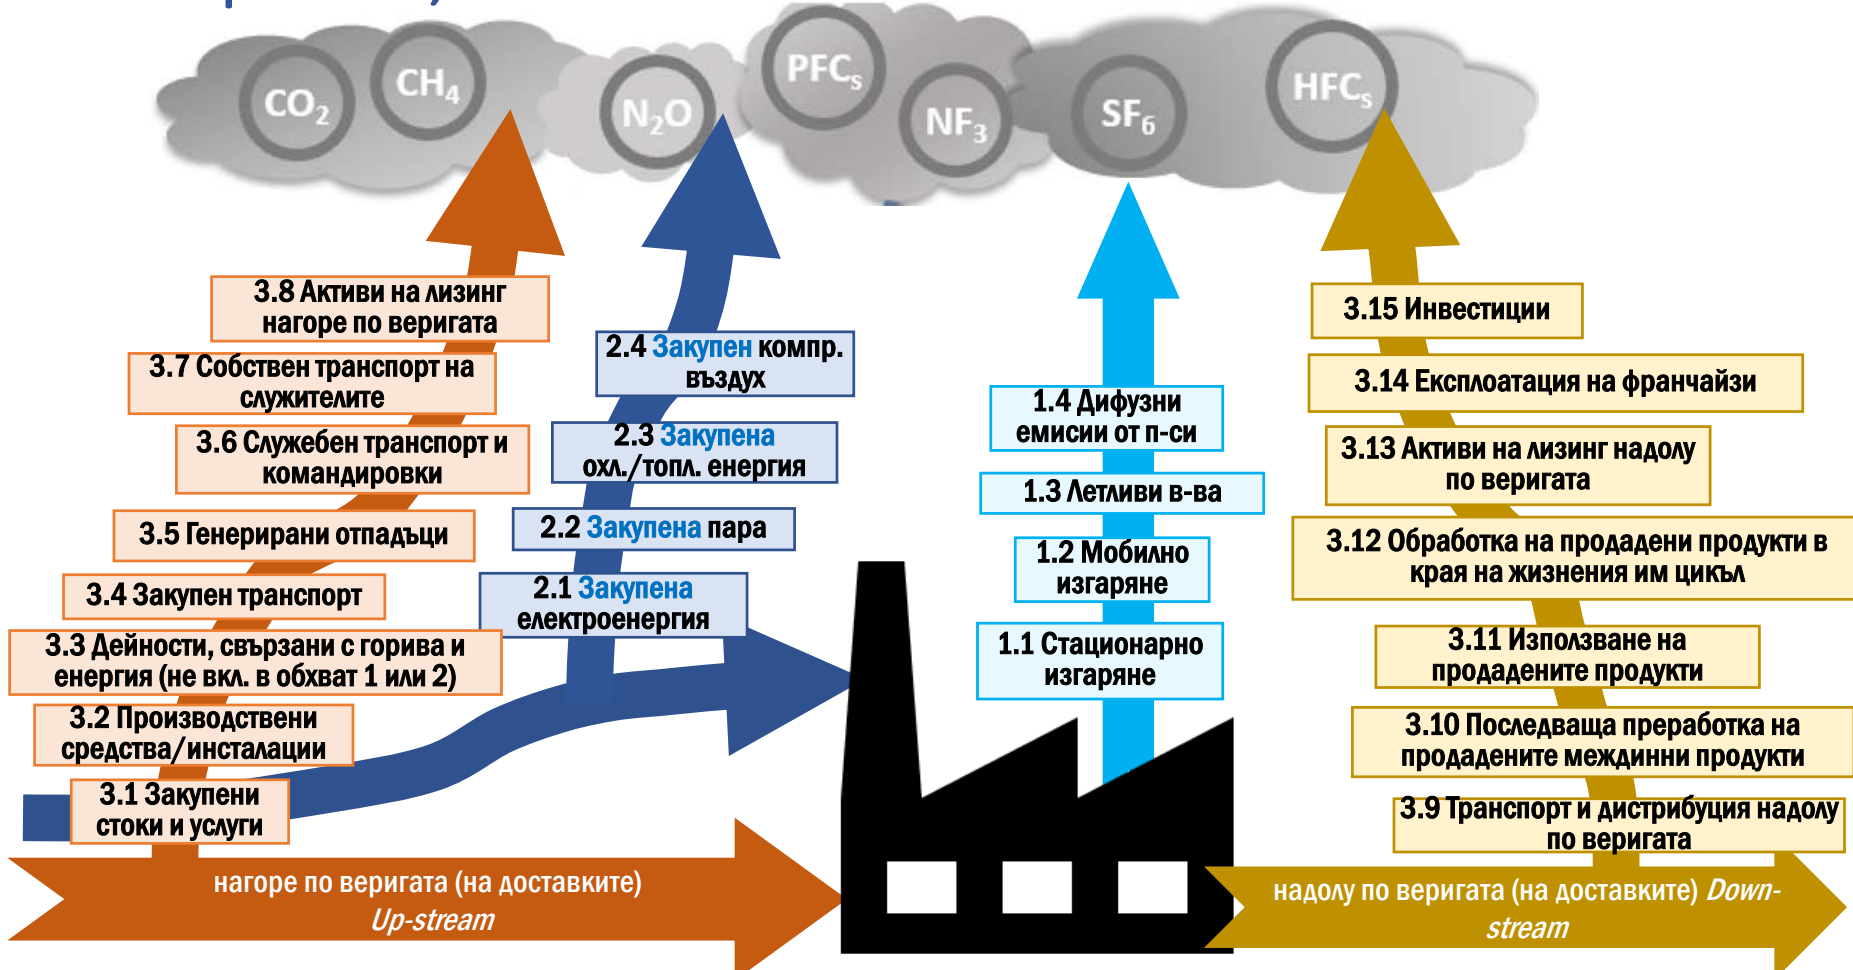 CO₂
CH₄
N₂O
PFCₛ
NF₃
SF₆
HFCₛ
3.8 Активи на лизинг
нагоре по веригата
3.7 Собствен транспорт на
служителите
3.6 Служебен транспорт и
командировки
3.5 Генерирани отпадъци
3.4 Закупен транспорт
3.3 Дейности, свързани с горива и
енергия (не вкл. в обхват 1 или 2)
3.2 Производствени
средства/инсталации
3.1 Закупени
стоки и услуги
2.4 Закупен компр.
въздух
2.3 Закупена
охл./топл. енергия
2.2 Закупена пара
2.1 Закупена
електроенергия
1.4 Дифузни
емисии от п-си
1.3 Летливи в-ва
1.2 Мобилно
изгаряне
1.1 Стационарно
изгаряне
3.15 Инвестиции
3.14 Експлоатация на франчайзи
3.13 Активи на лизинг надолу
по веригата
3.12 Обработка на продадени продукти в
края на жизнения им цикъл
3.11 Използване на
продадените продукти
3.10 Последваща преработка на
продадените междинни продукти
3.9 Транспорт и дистрибуция надолу
по веригата
нагоре по веригата (на доставките)
Up-stream
надолу по веригата (на доставките) Down-
stream